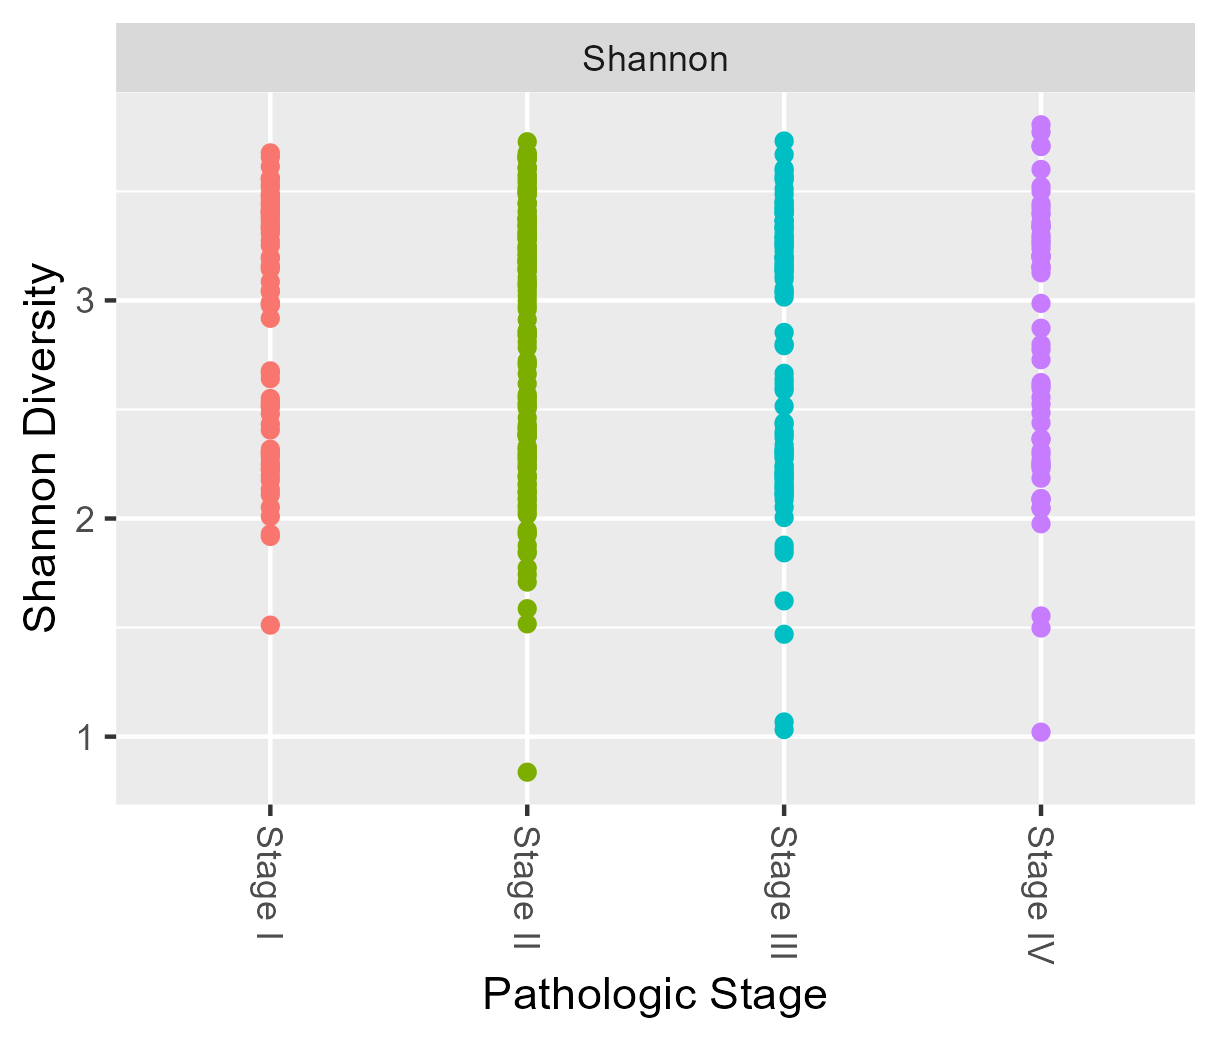 Shannon
Shannon Diversity
3
2
1
Stage I
Stage II
Stage III
Stage IV
Pathologic Stage